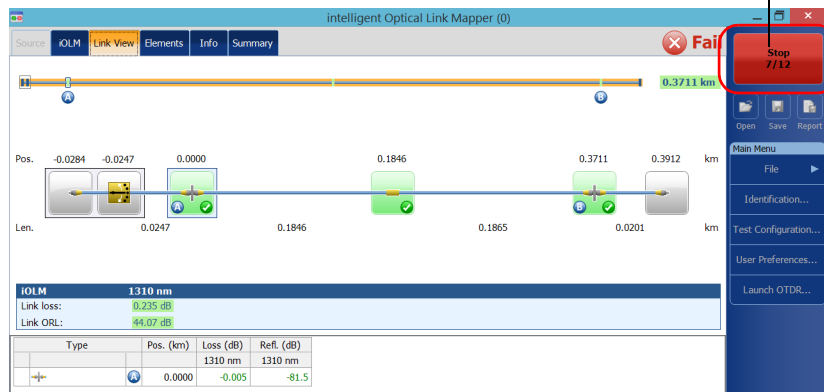 intelligent Optical Link Mapper (0)
Source iOLM Link View Elements Info Summary
Fail
Stop
7/12
0.3711 km
A B
Open Save Report
Main Menu
File
Identification...
Test Configuration...
User Preferences...
Launch OTDR...
Pos. -0.0284 -0.0247 0.0000 0.1846 0.3711 0.3912 km
A B
Len. 0.0247 0.1846 0.1865 0.0201 km
iOLM 1310 nm
Link loss: 0.235 dB
Link ORL: 44.07 dB
Type Pos. (km) Loss (dB) Refl. (dB)
1310 nm 1310 nm
A 0.0000 -0.005 -81.5